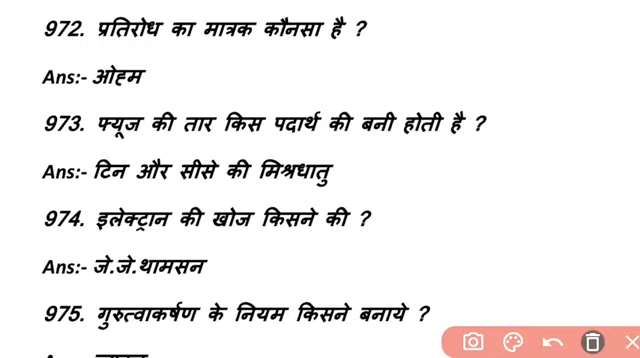 972. प्रतिरोध का मात्रक कौनसा है ?
Ans:- ओह्म
973. फ्यूज की तार किस पदार्थ की बनी होती है ?
Ans:- टिन और सीसे की मिश्रधातु
974. इलेक्ट्रान की खोज किसने की ?
Ans:- जे.जे.थामसन
975. गुरुत्वाकर्षण के नियम किसने बनाये ?